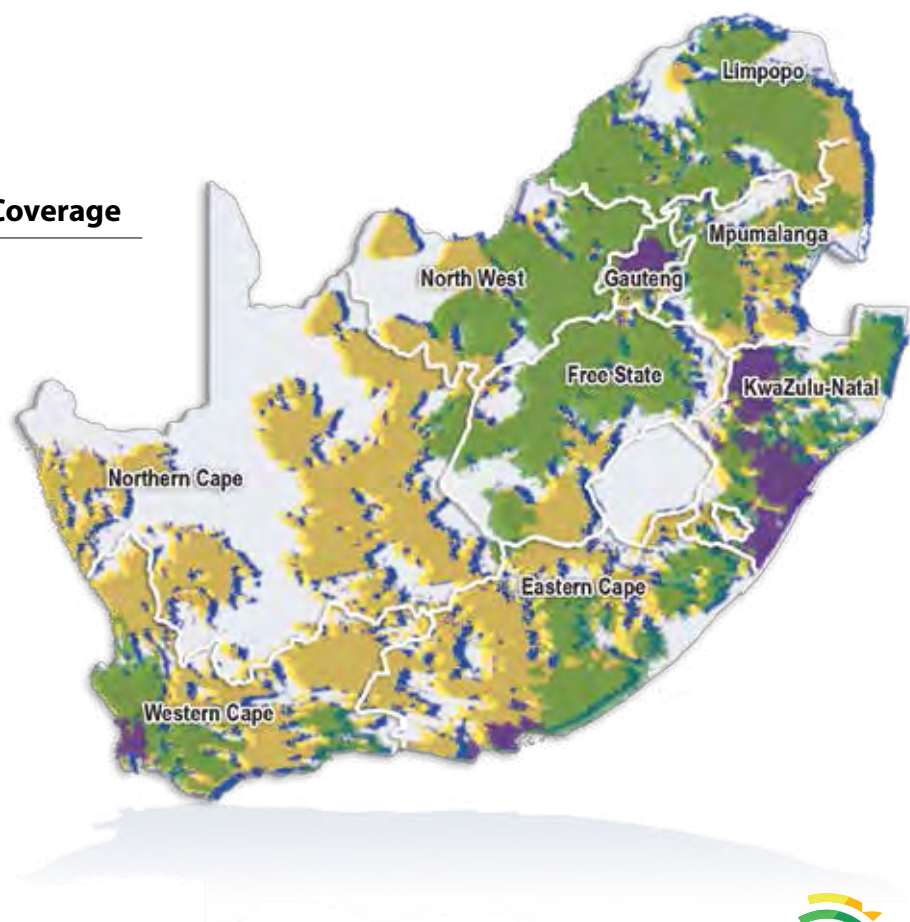 Coverage
Limpopo
Mpumalanga
North West
Gauteng
Free State
KwaZulu-Natal
Northern Cape
Eastern Cape
Western Cape